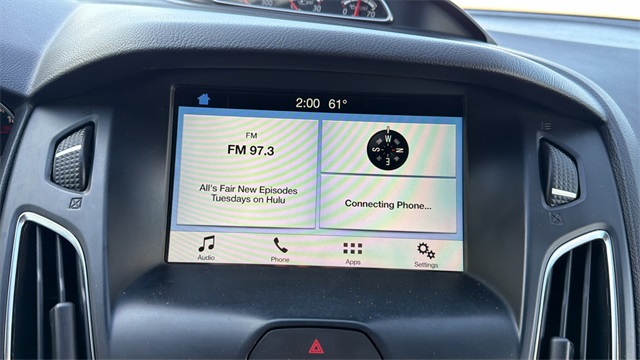 2:00 61°
FM
FM 97.3
All's Fair New Episodes
Tuesdays on Hulu
W
S N
E
Connecting Phone...
Audio
Phone
Apps
Settings